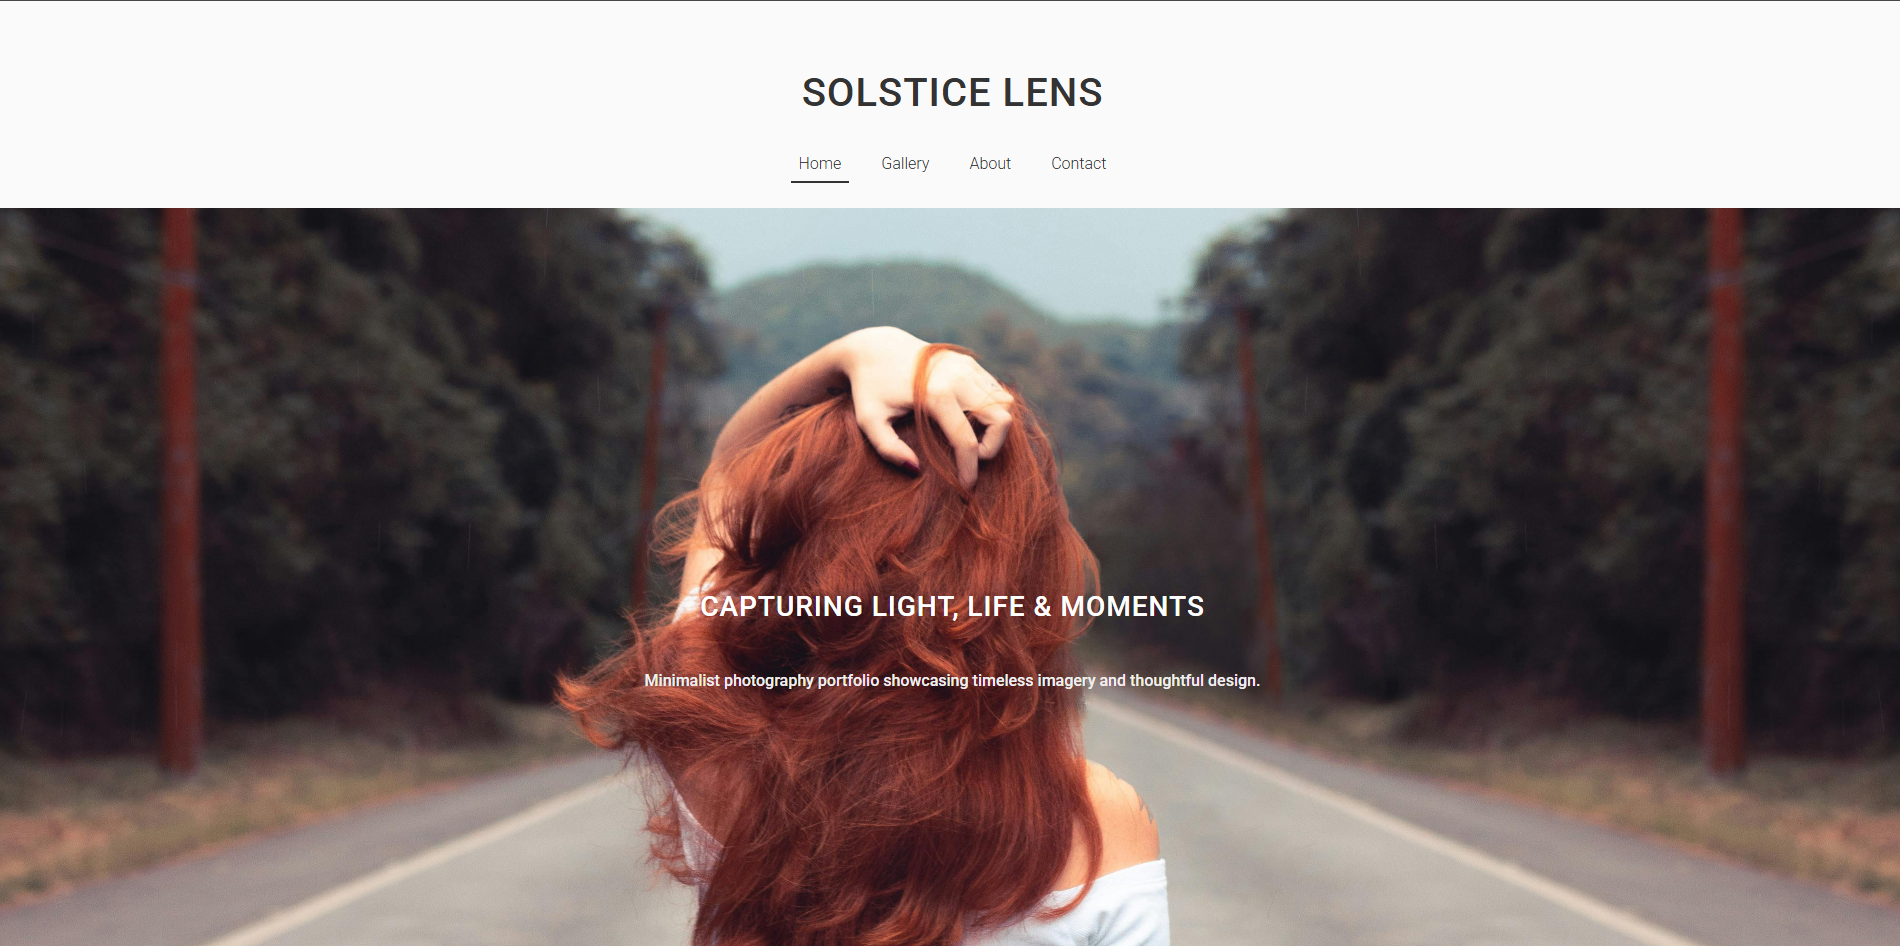 SOLSTICE LENS
Home Gallery About Contact
CAPTURING LIGHT, LIFE & MOMENTS
Minimalist photography portfolio showcasing timeless imagery and thoughtful design.